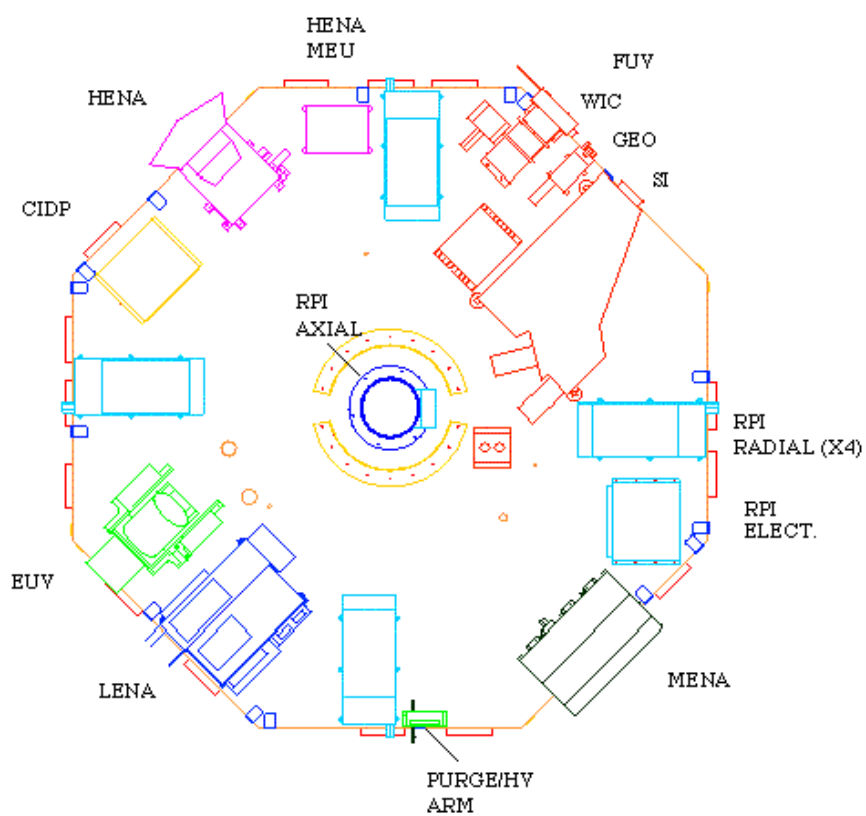 HENA
MEU
FUV
HENA
WIC
GEO
SI
CIDP
RPI
AXIAL
RPI
RADIAL (X4)
RPI
ELECT.
EUV
LENA
MENA
PURGE/HV
ARM